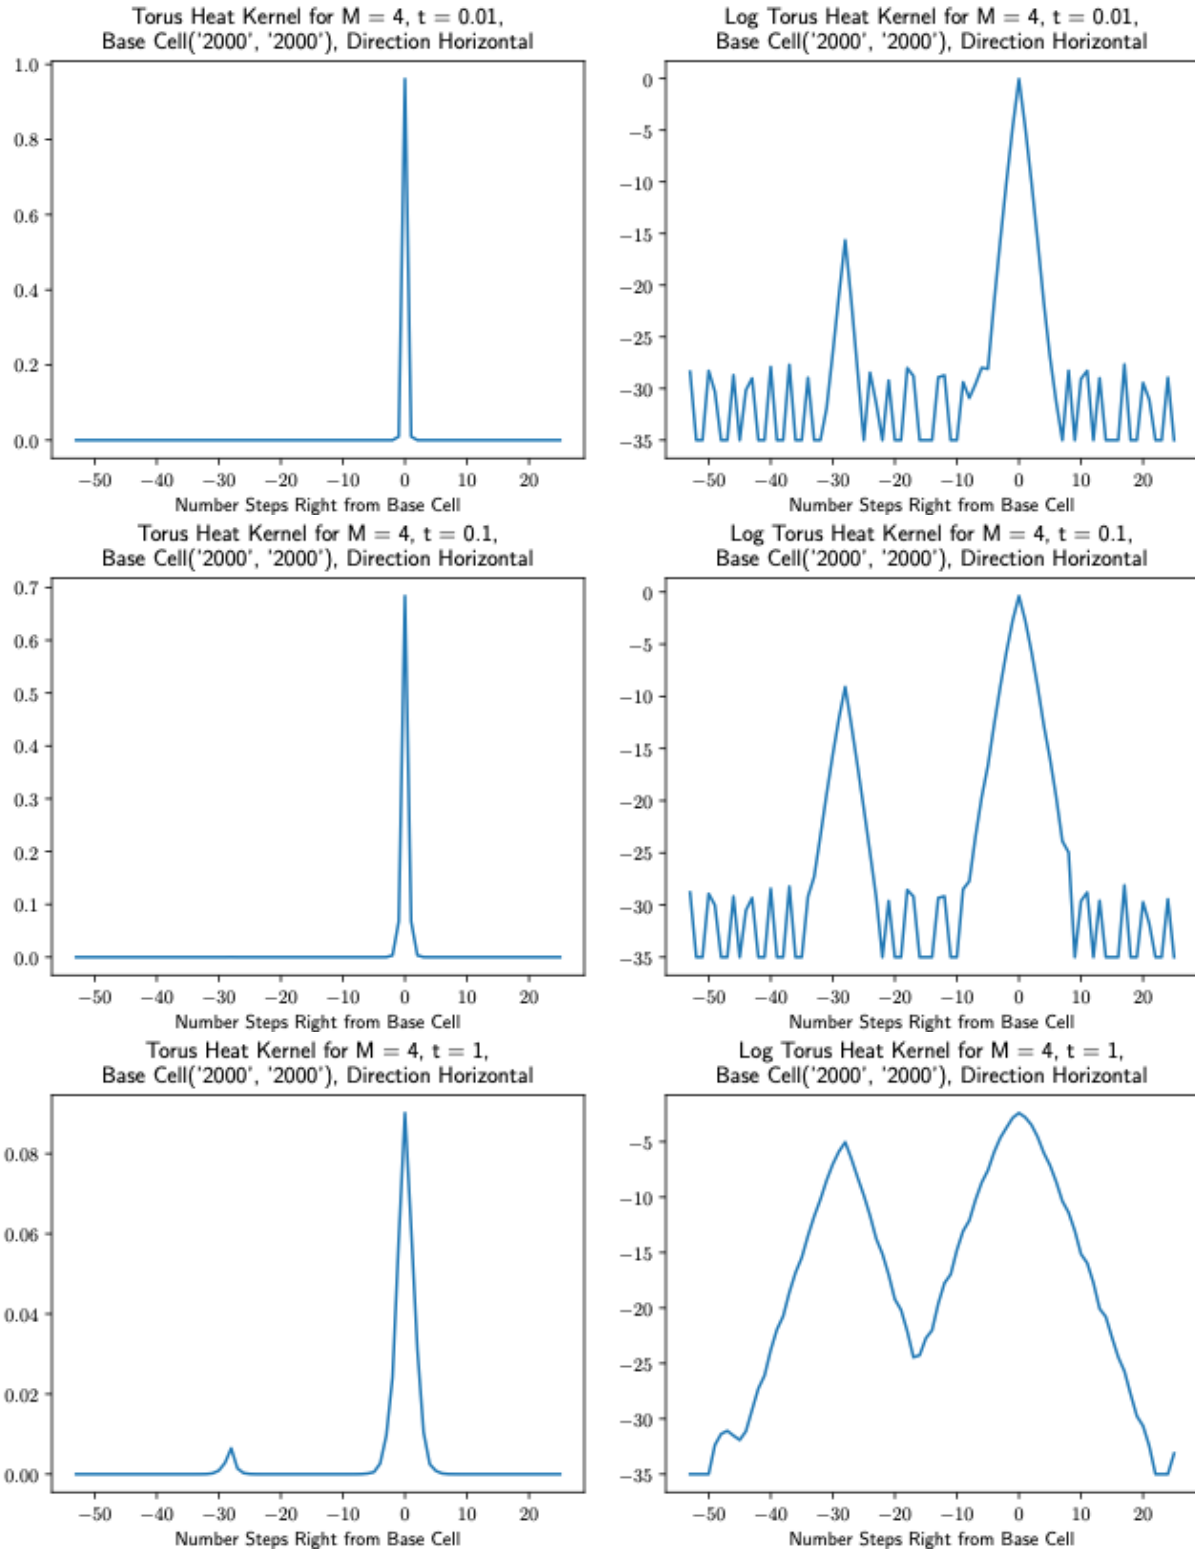 Torus Heat Kernel for M = 4, t = 0.01,
Base Cell('2000', '2000'), Direction Horizontal
1.0
0.8
0.6
0.4
0.2
0.0
−50 −40 −30 −20 −10 0 10 20
Number Steps Right from Base Cell
Log Torus Heat Kernel for M = 4, t = 0.01,
Base Cell('2000', '2000'), Direction Horizontal
0
−5
−10
−15
−20
−25
−30
−35
−50 −40 −30 −20 −10 0 10 20
Number Steps Right from Base Cell
Torus Heat Kernel for M = 4, t = 0.1,
Base Cell('2000', '2000'), Direction Horizontal
0.7
0.6
0.5
0.4
0.3
0.2
0.1
0.0
−50 −40 −30 −20 −10 0 10 20
Number Steps Right from Base Cell
Log Torus Heat Kernel for M = 4, t = 0.1,
Base Cell('2000', '2000'), Direction Horizontal
0
−5
−10
−15
−20
−25
−30
−35
−50 −40 −30 −20 −10 0 10 20
Number Steps Right from Base Cell
Torus Heat Kernel for M = 4, t = 1,
Base Cell('2000', '2000'), Direction Horizontal
0.08
0.06
0.04
0.02
0.00
−50 −40 −30 −20 −10 0 10 20
Number Steps Right from Base Cell
Log Torus Heat Kernel for M = 4, t = 1,
Base Cell('2000', '2000'), Direction Horizontal
−5
−10
−15
−20
−25
−30
−35
−50 −40 −30 −20 −10 0 10 20
Number Steps Right from Base Cell